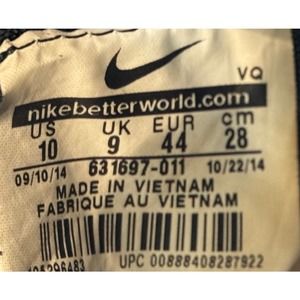 VQ
nikebetterworld.com
US UK EUR cm
10 9 44 28
09/10/14 631697-011 10/22/14
MADE IN VIETNAM
FABRIQUE AU VIETNAM
UPC 00888408287922